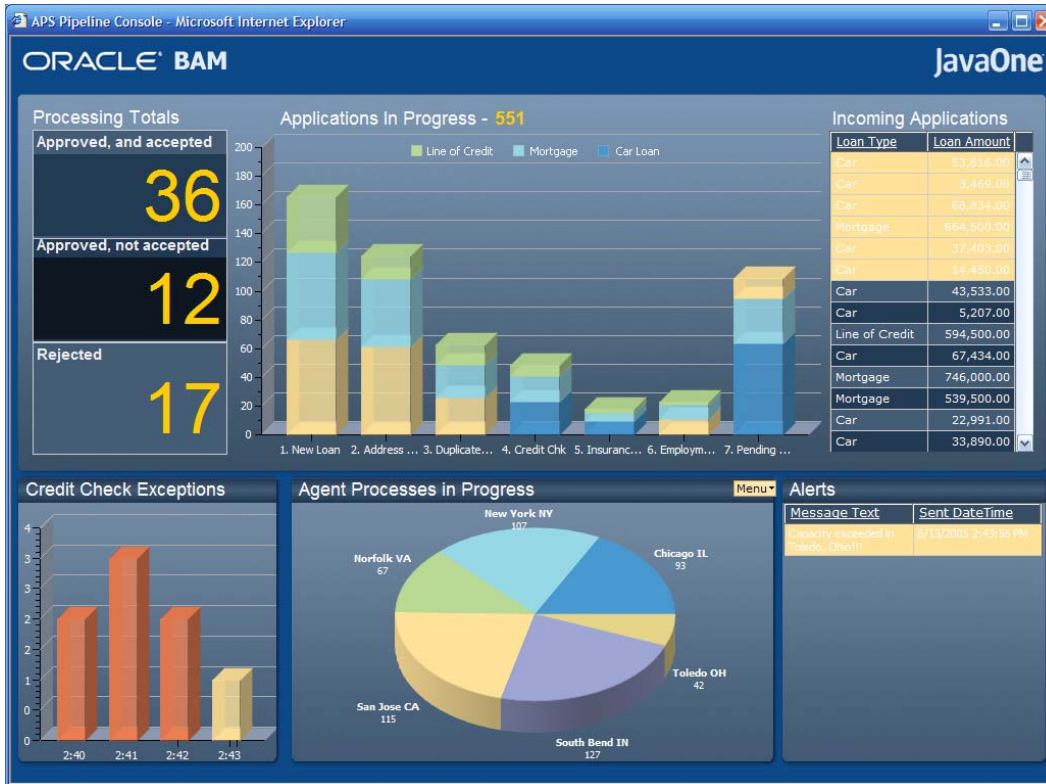 APS Pipeline Console - Microsoft Internet Explorer
ORACLE BAM
JavaOne
Processing Totals
Approved, and accepted
36
Approved, not accepted
12
Rejected
17
Applications In Progress - 551
Line of Credit Mortgage Car Loan
200
180
160
140
120
100
80
60
40
20
0
1. New Loan 2. Address ... 3. Duplicate... 4. Credit Chk 5. Insuranc... 6. Employm... 7. Pending ...
Incoming Applications
Loan Type Loan Amount
Car 53,616.00
Car 3,469.00
Car 68,834.00
Mortgage 664,500.00
Car 37,403.00
Car 14,450.00
Car 43,533.00
Car 5,207.00
Line of Credit 594,500.00
Car 67,434.00
Mortgage 746,000.00
Mortgage 539,500.00
Car 22,991.00
Car 33,890.00
Credit Check Exceptions
4
3
3
2
2
1
0
0
2:40 2:41 2:42 2:43
Agent Processes in Progress
Menu
New York NY
107
Chicago IL
93
Norfolk VA
67
Toledo OH
42
San Jose CA
115
South Bend IN
127
Alerts
Message Text Sent DateTime
Capacity exceeded in 6/13/2005 2:43:56 PM
Toledo, Ohio!!!